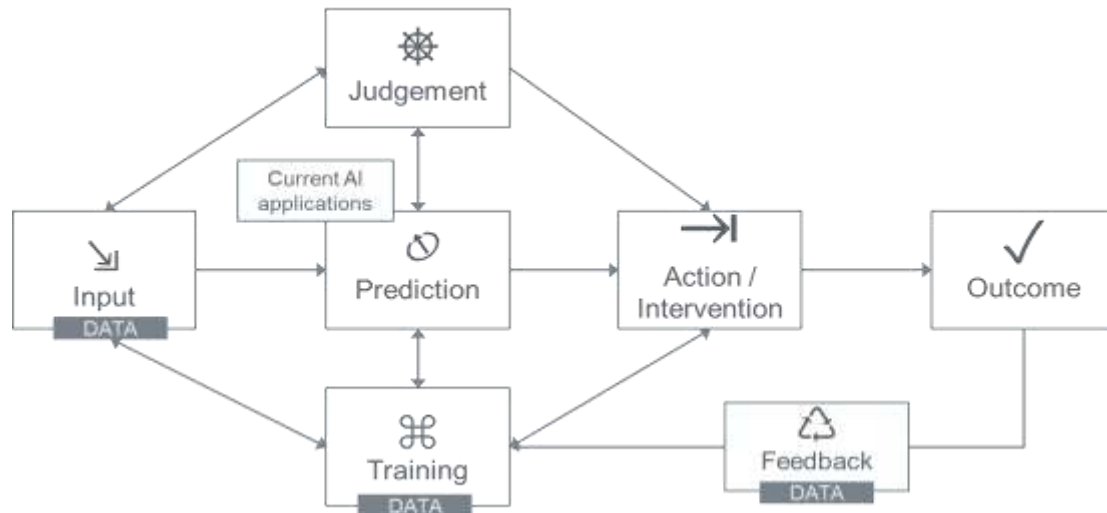 Judgement
Current AI
applications
Input
DATA
Prediction
Action /
Intervention
Outcome
Training
DATA
Feedback
DATA